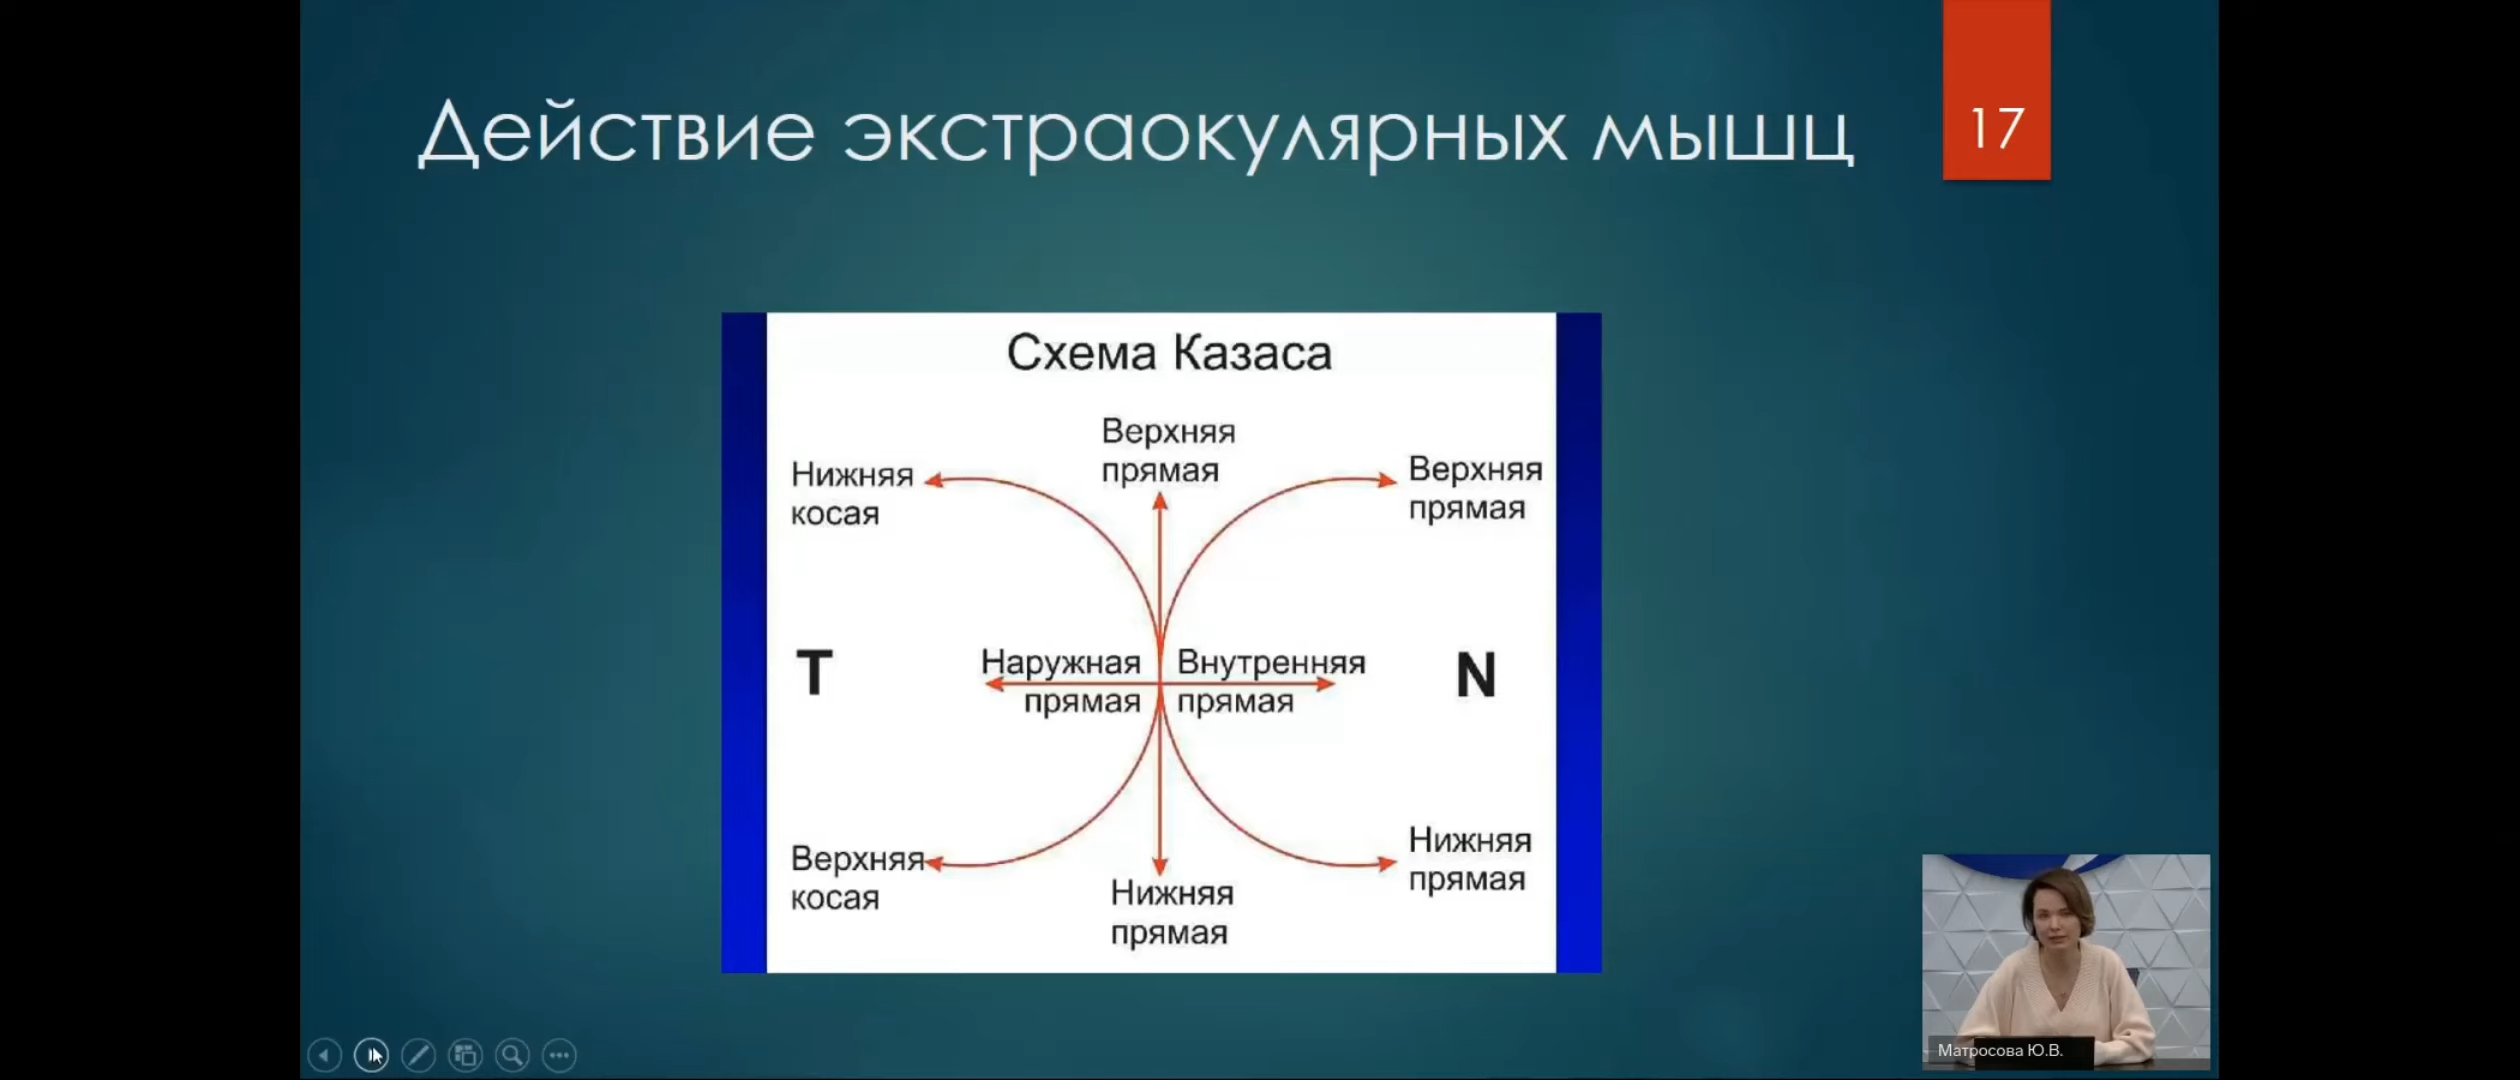 Действие экстраокулярных мышц
17
Схема Казаса
Верхняя
прямая
Нижняя
косая
Верхняя
прямая
T
Наружная
прямая
Внутренняя
прямая
N
Верхняя
косая
Нижняя
прямая
Нижняя
прямая
Матросова Ю.В.